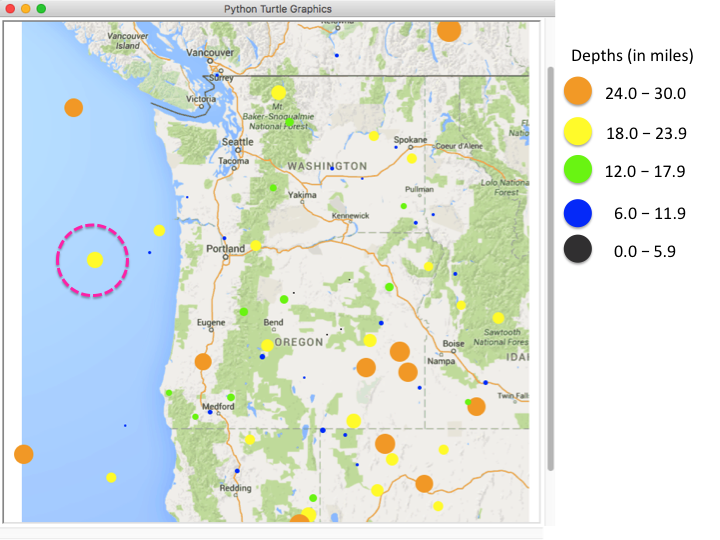 Python Turtle Graphics
Depths (in miles)
24.0 – 30.0
18.0 – 23.9
12.0 – 17.9
6.0 – 11.9
0.0 – 5.9
Vancouver
Island
Vancouver
Surrey
Victoria
Mt
Baker-Snoqualmie
National Forest
Seattle
Tacoma
Spokane
Coeur d'Alene
WASHINGTON
Yakima
Pullman
Lolo Nationa
Forest
Kennewick
Portland
Eugene
Bend
OREGON
Sawtooth
National Fores
Boise
Nampa
IDAH
Twin Fall
Medford
Redding